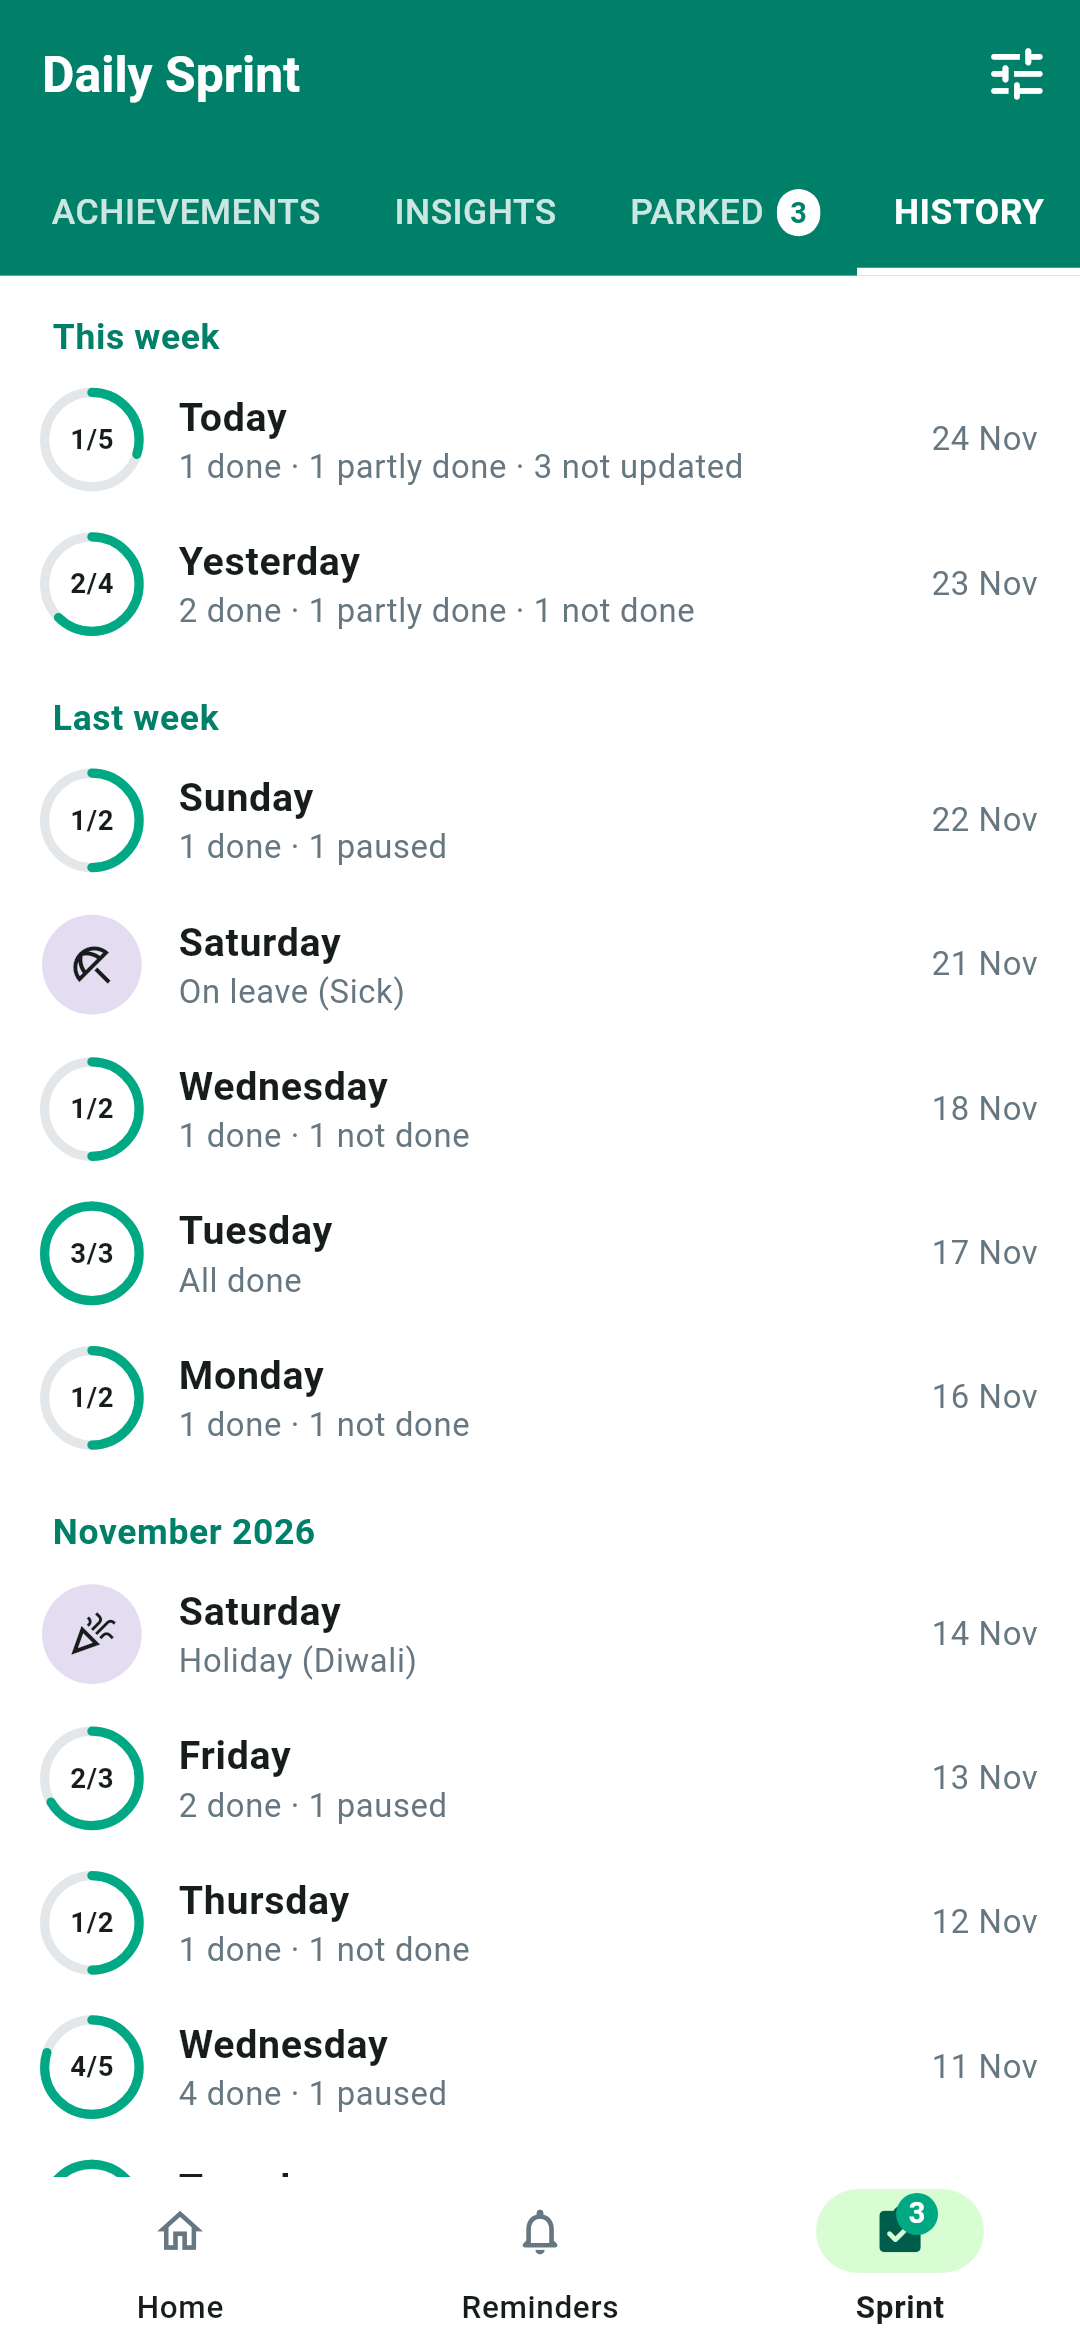 Daily Sprint
ACHIEVEMENTS INSIGHTS PARKED 3 HISTORY
This week
1/5
Today
1 done · 1 partly done · 3 not updated
24 Nov
2/4
Yesterday
2 done · 1 partly done · 1 not done
23 Nov
Last week
1/2
Sunday
1 done · 1 paused
22 Nov
Saturday
On leave (Sick)
21 Nov
1/2
Wednesday
1 done · 1 not done
18 Nov
3/3
Tuesday
All done
17 Nov
1/2
Monday
1 done · 1 not done
16 Nov
November 2026
Saturday
Holiday (Diwali)
14 Nov
2/3
Friday
2 done · 1 paused
13 Nov
1/2
Thursday
1 done · 1 not done
12 Nov
4/5
Wednesday
4 done · 1 paused
11 Nov
3
Home Reminders Sprint